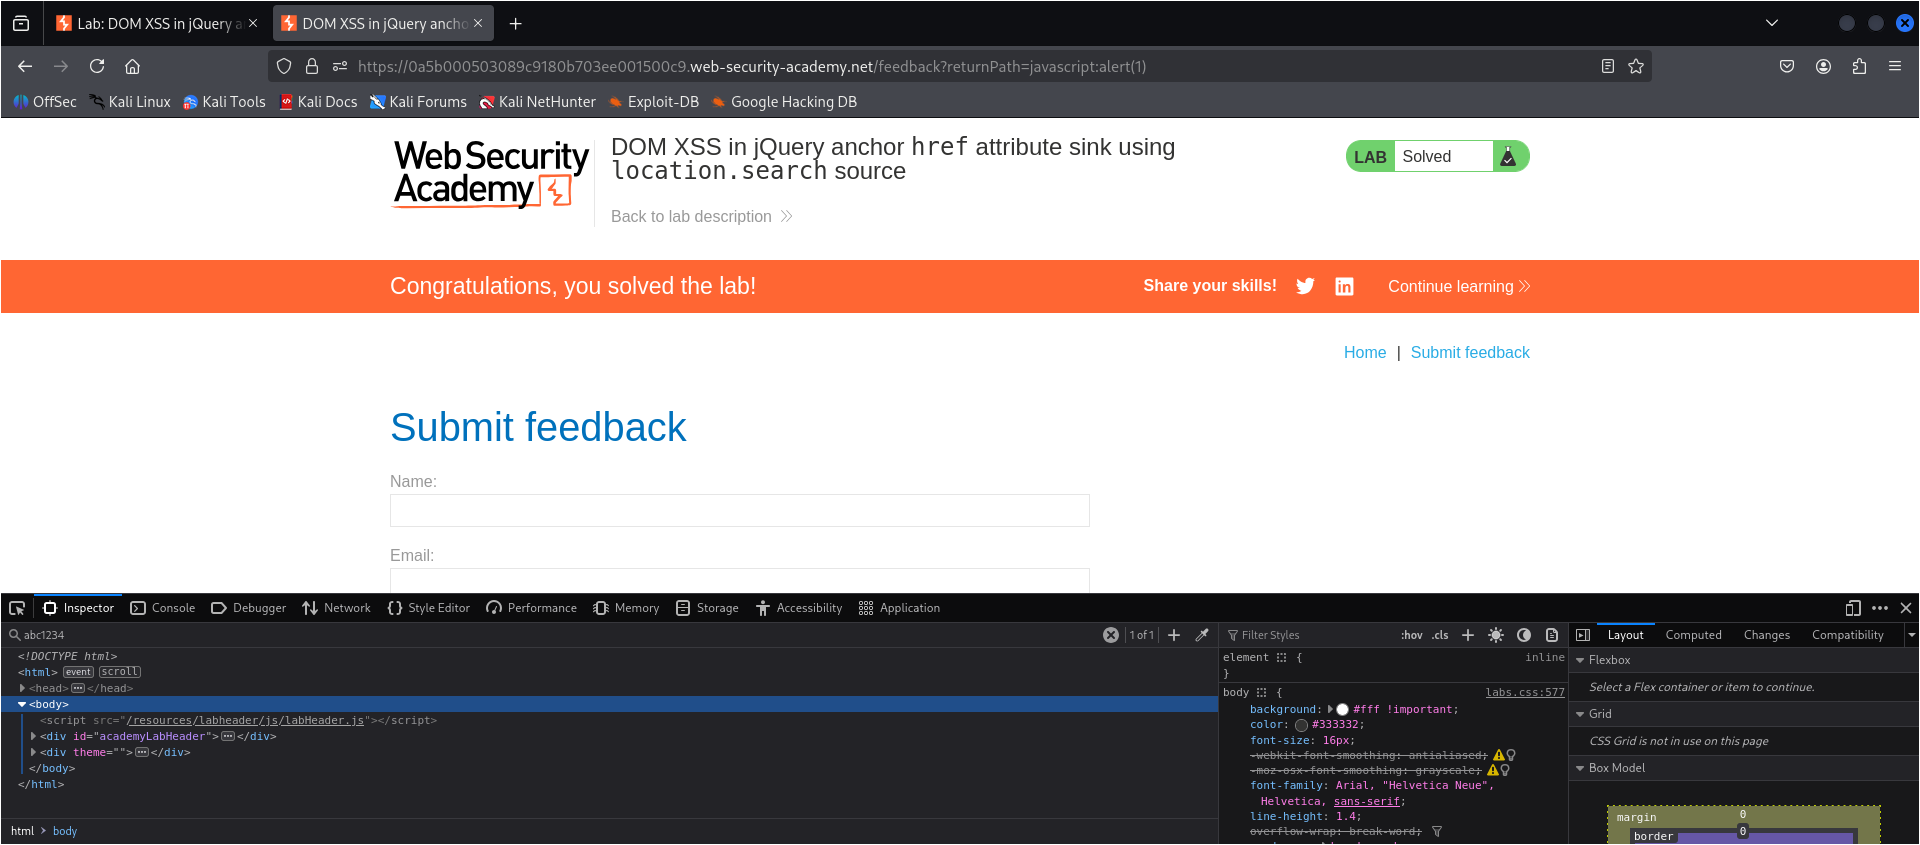 Lab: DOM XSS in jQuery a
DOM XSS in jQuery ancho
https://0a5b000503089c9180b703ee001500c9.web-security-academy.net/feedback?returnPath=javascript:alert(1)
OffSec Kali Linux Kali Tools Kali Docs Kali Forums Kali NetHunter Exploit-DB Google Hacking DB
Web Security
Academy
DOM XSS in jQuery anchor href attribute sink using
location.search source
Back to lab description
LAB Solved
Congratulations, you solved the lab!
Share your skills!
Continue learning
Home | Submit feedback
Submit feedback
Name:
Email:
Inspector Console Debugger Network Style Editor Performance Memory Storage Accessibility Application
abc1234
1 of 1
<!DOCTYPE html>
<html> event scroll
<head></head>
<body>
<script src="/resources/labheader/js/labHeader.js"></script>
<div id="academyLabHeader"></div>
<div theme=""></div>
</body>
</html>
html > body
Filter Styles
:hov .cls
element { inline
}
body { labs.css:577
background: #fff !important;
color: #333332;
font-size: 16px;
-webkit-font-smoothing: antialiased;
-moz-osx-font-smoothing: grayscale;
font-family: Arial, "Helvetica Neue",
Helvetica, sans-serif;
line-height: 1.4;
overflow-wrap: break-word;
Layout Computed Changes Compatibility
Flexbox
Select a Flex container or item to continue.
Grid
CSS Grid is not in use on this page
Box Model
margin 0
border 0